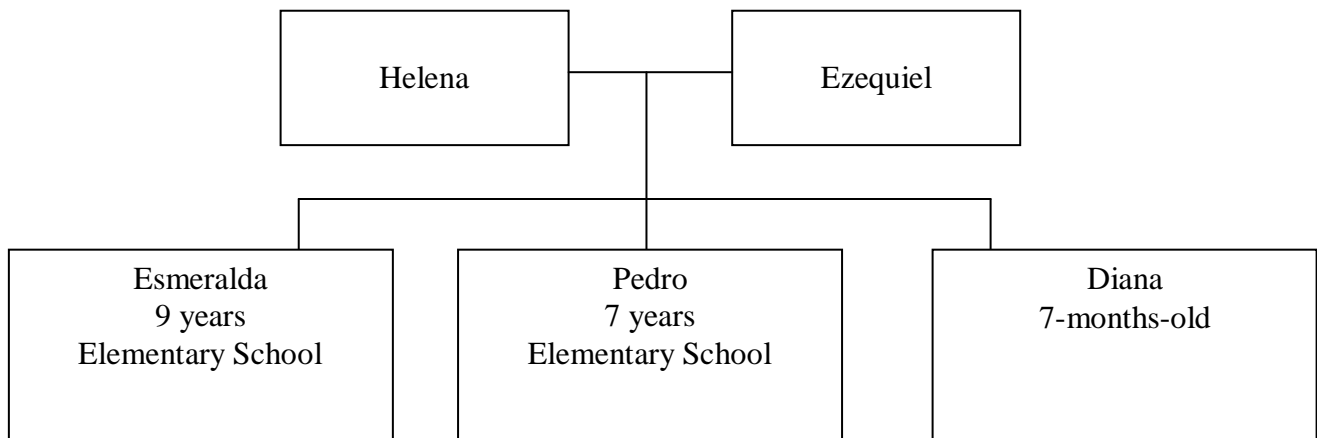 Helena
Ezequiel
Esmeralda
9 years
Elementary School
Pedro
7 years
Elementary School
Diana
7-months-old